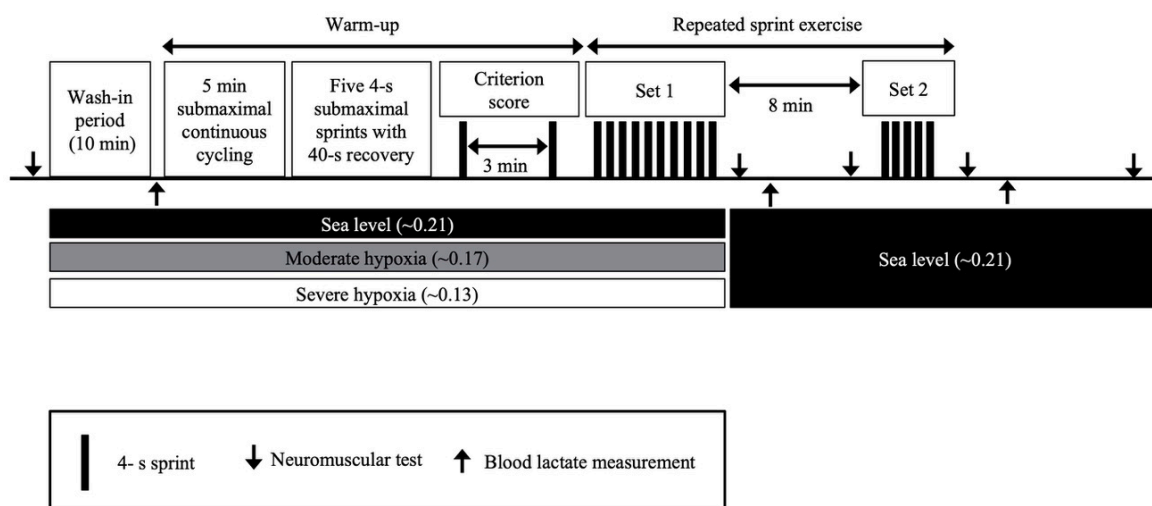 Warm-up
Repeated sprint exercise
Wash-in
period
(10 min)
5 min
submaximal
continuous
cycling
Five 4-s
submaximal
sprints with
40-s recovery
Criterion
score
3 min
Set 1
8 min
Set 2
Sea level (~0.21)
Moderate hypoxia (~0.17)
Severe hypoxia (~0.13)
Sea level (~0.21)
4- s sprint
Neuromuscular test
Blood lactate measurement